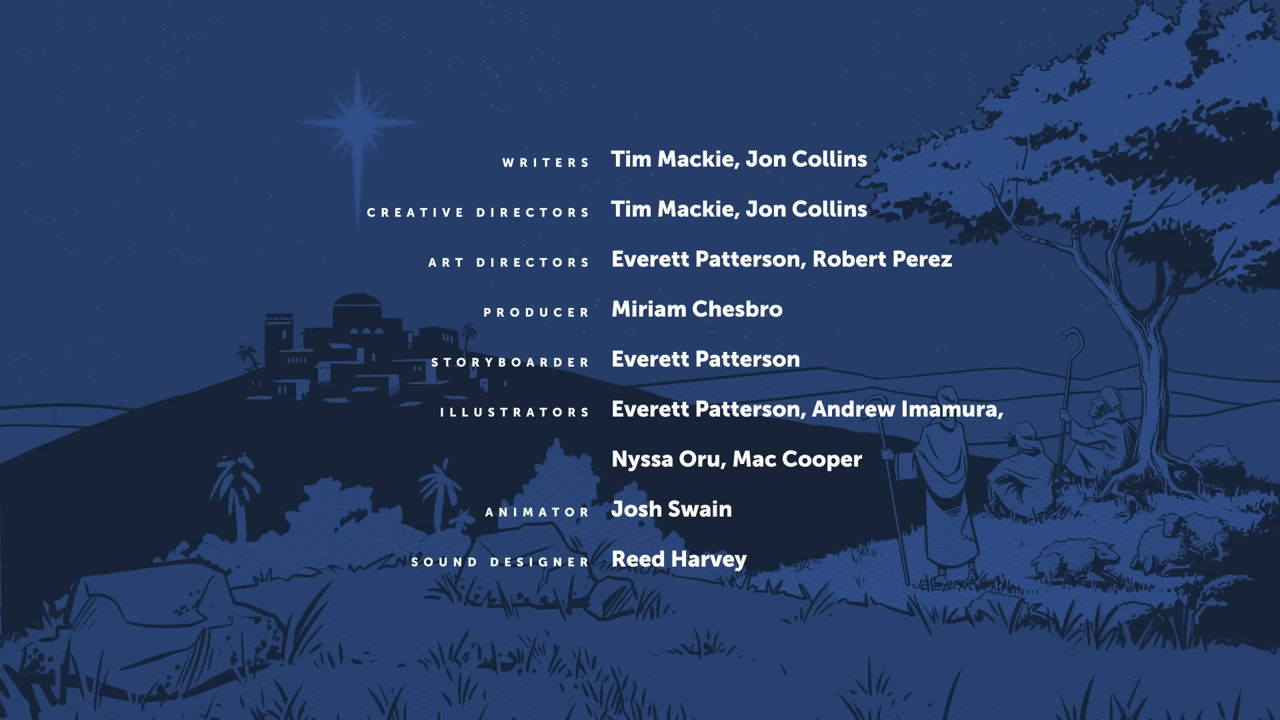 WRITERS Tim Mackie, Jon Collins
CREATIVE DIRECTORS Tim Mackie, Jon Collins
ART DIRECTORS Everett Patterson, Robert Perez
PRODUCER Miriam Chesbro
STORYBOARDER Everett Patterson
ILLUSTRATORS Everett Patterson, Andrew Imamura,
Nyssa Oru, Mac Cooper
ANIMATOR Josh Swain
SOUND DESIGNER Reed Harvey